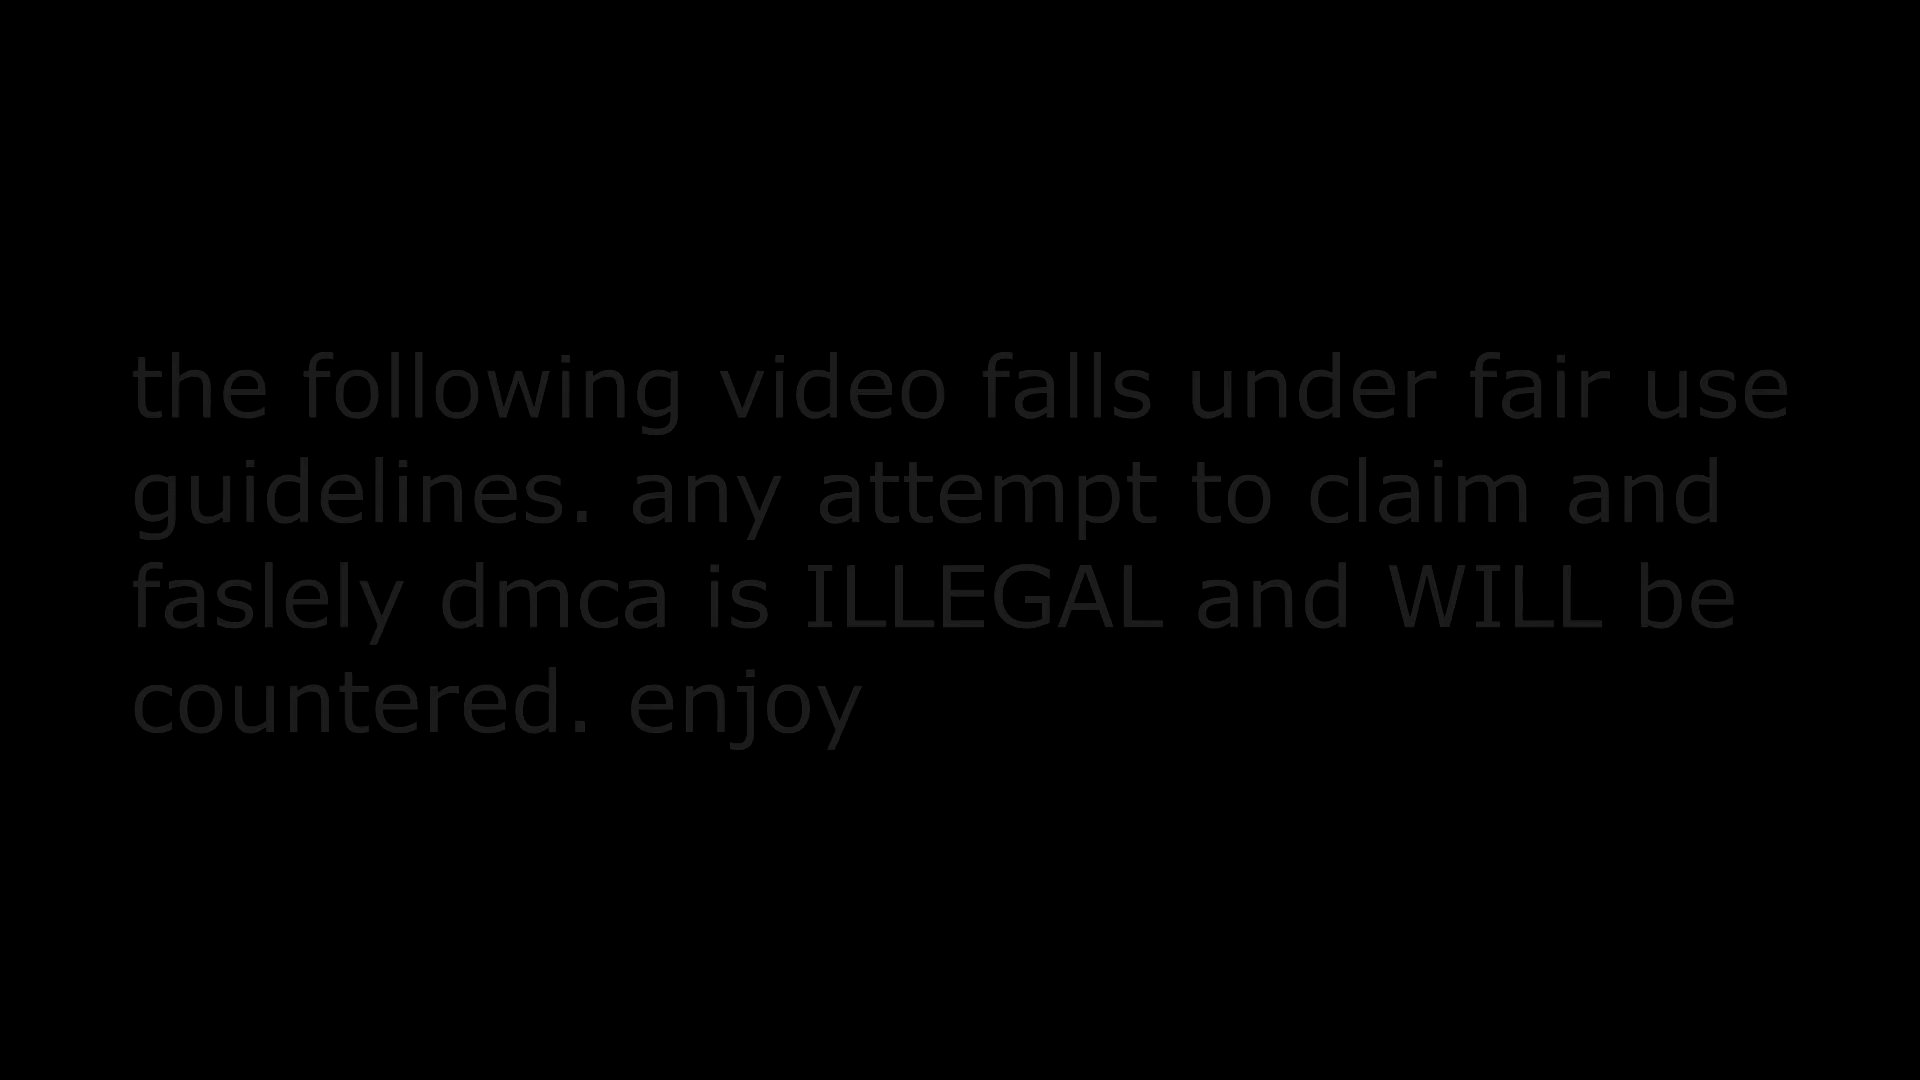 the following video falls under fair use
guidelines. any attempt to claim and
faslely dmca is ILLEGAL and WILL be
countered. enjoy